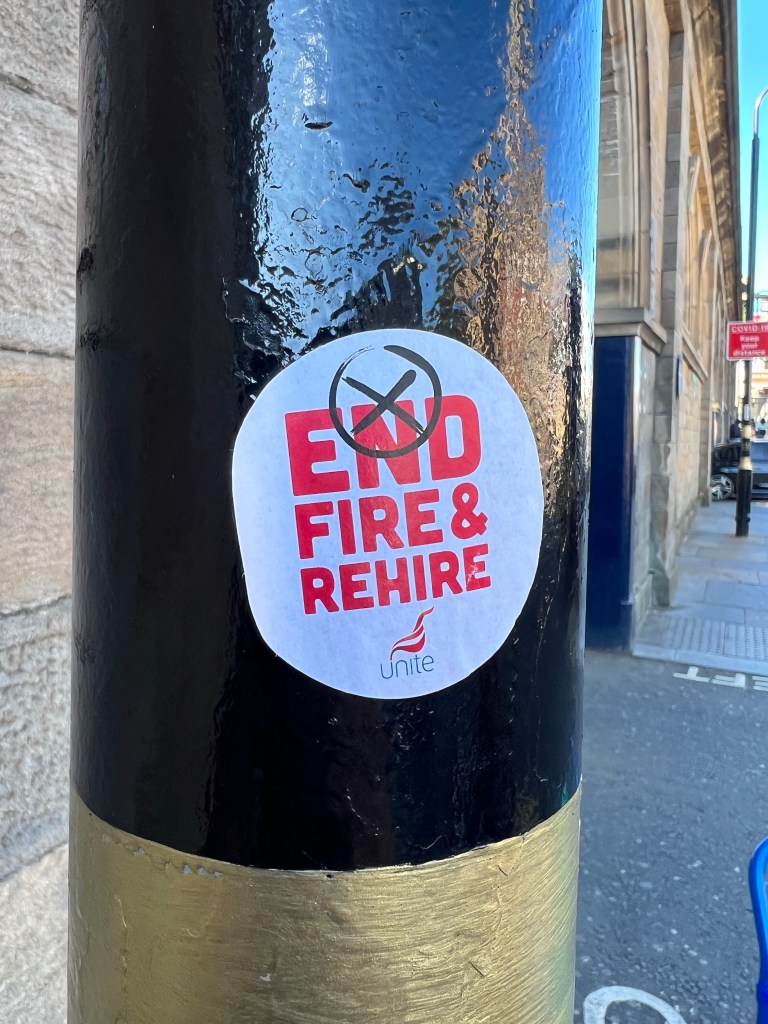 END
FIRE &
REHIRE
unite
COVID-19
Keep
your
distance